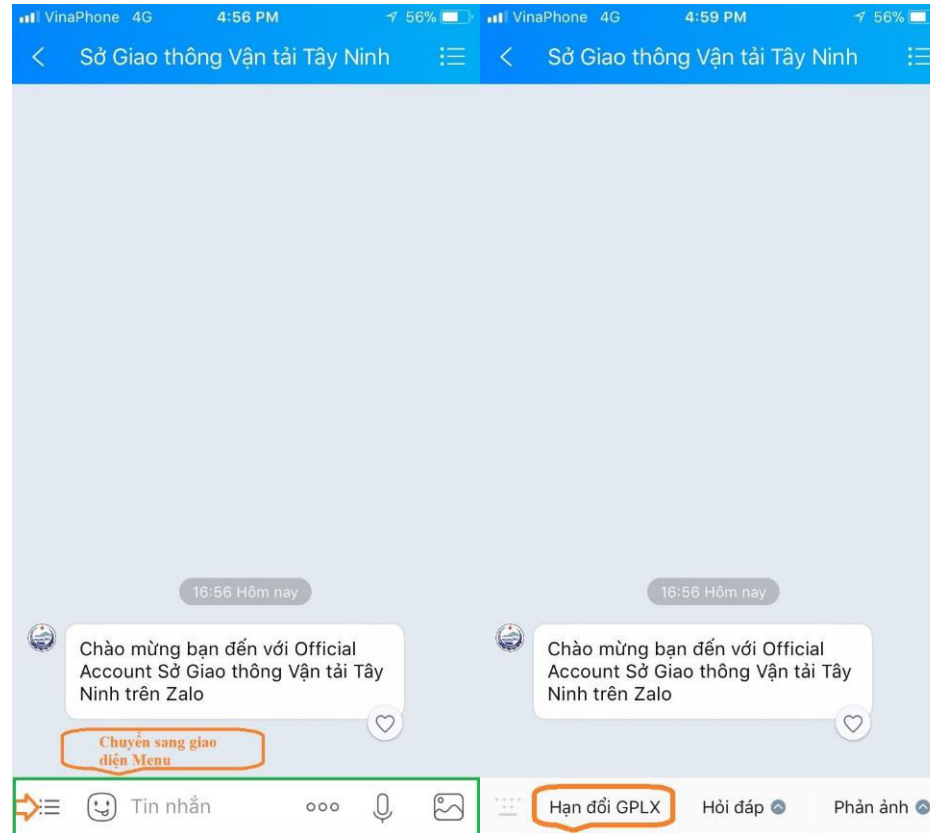 VinaPhone 4G 4:56 PM 56%
Sở Giao thông Vận tải Tây Ninh
16:56 Hôm nay
Chào mừng bạn đến với Official
Account Sở Giao thông Vận tải Tây
Ninh trên Zalo
Chuyển sang giao
diện Menu
Tin nhắn
VinaPhone 4G 4:59 PM 56%
Sở Giao thông Vận tải Tây Ninh
16:56 Hôm nay
Chào mừng bạn đến với Official
Account Sở Giao thông Vận tải Tây
Ninh trên Zalo
Hạn đổi GPLX Hỏi đáp Phản ảnh